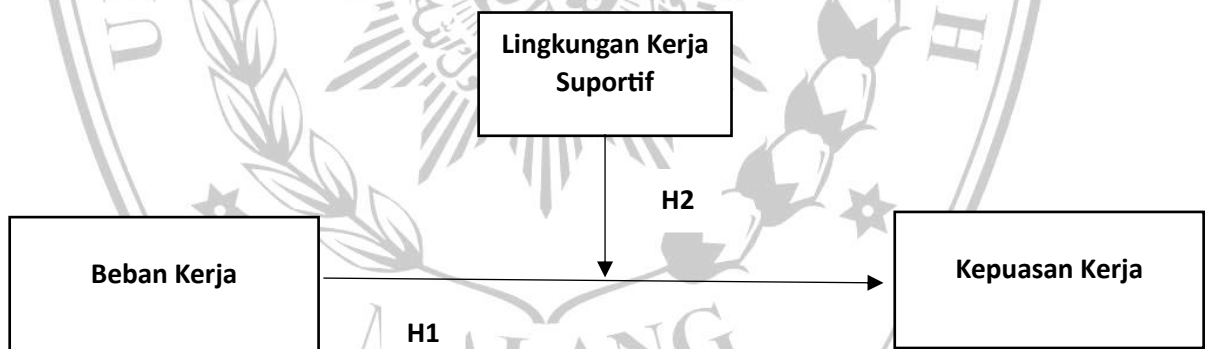 Lingkungan Kerja
Suportif
H2
Beban Kerja
Kepuasan Kerja
H1